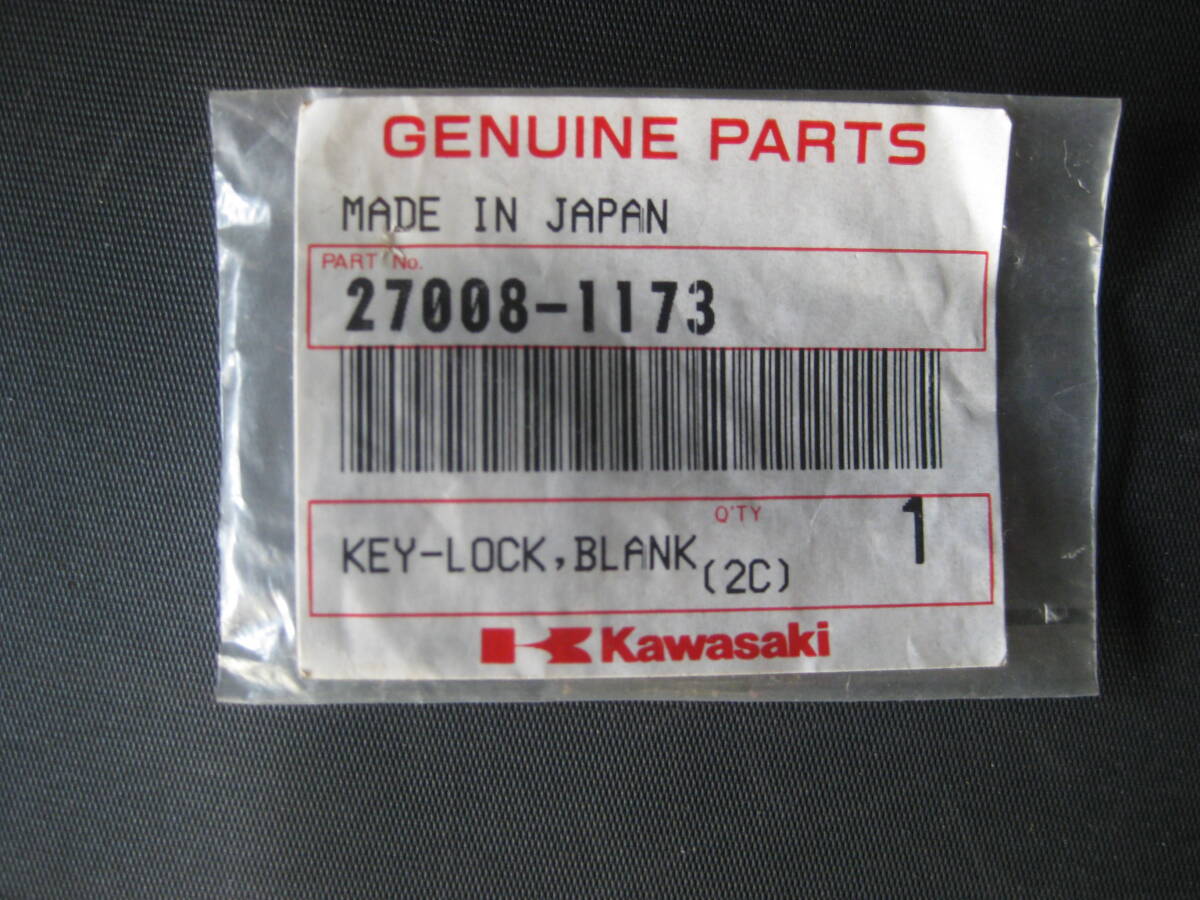 GENUINE PARTS
MADE IN JAPAN
PART No.
27008-1173
Q'TY
1
KEY-LOCK,BLANK(2C)
Kawasaki